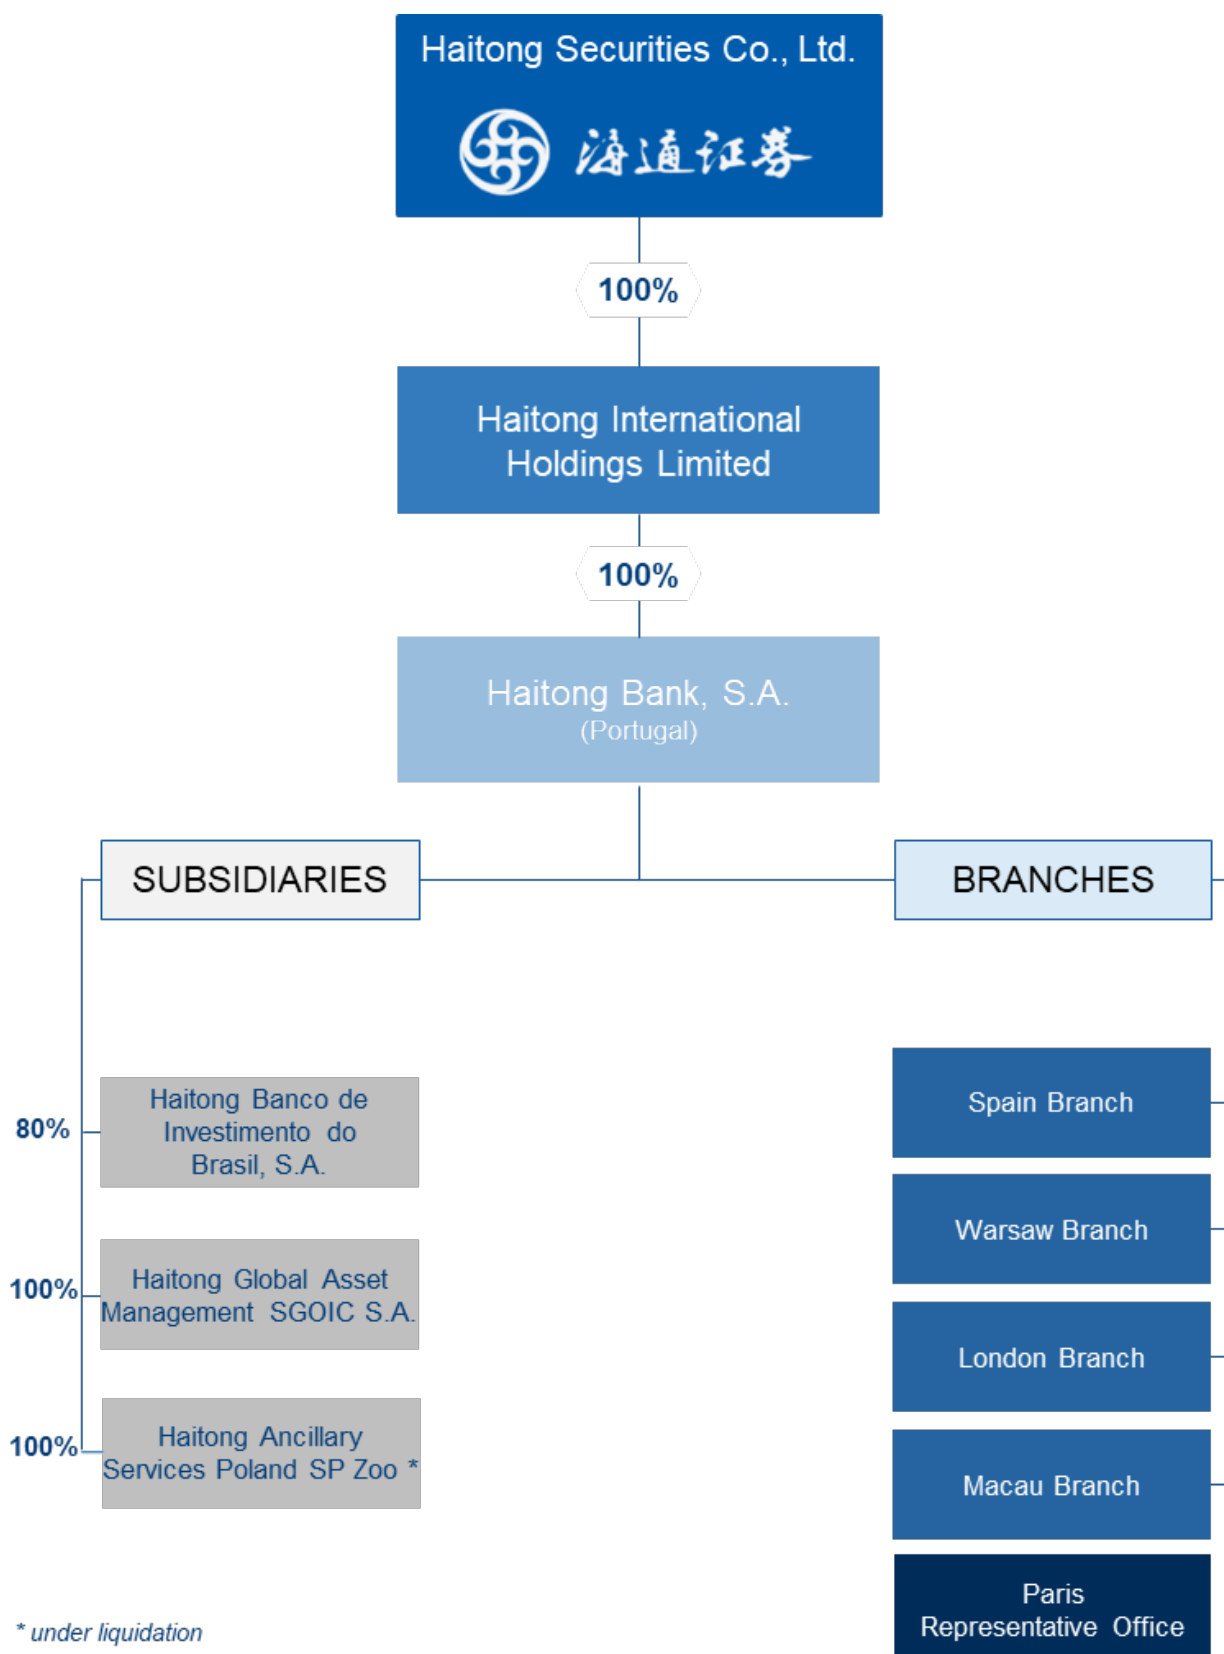 Haitong Securities Co., Ltd.
海通证券
100%
Haitong International
Holdings Limited
100%
Haitong Bank, S.A.
(Portugal)
SUBSIDIARIES
BRANCHES
80%
Haitong Banco de
Investimento do
Brasil, S.A.
100%
Haitong Global Asset
Management SGOIC S.A.
100%
Haitong Ancillary
Services Poland SP Zoo *
Spain Branch
Warsaw Branch
London Branch
Macau Branch
Paris
Representative Office
* under liquidation